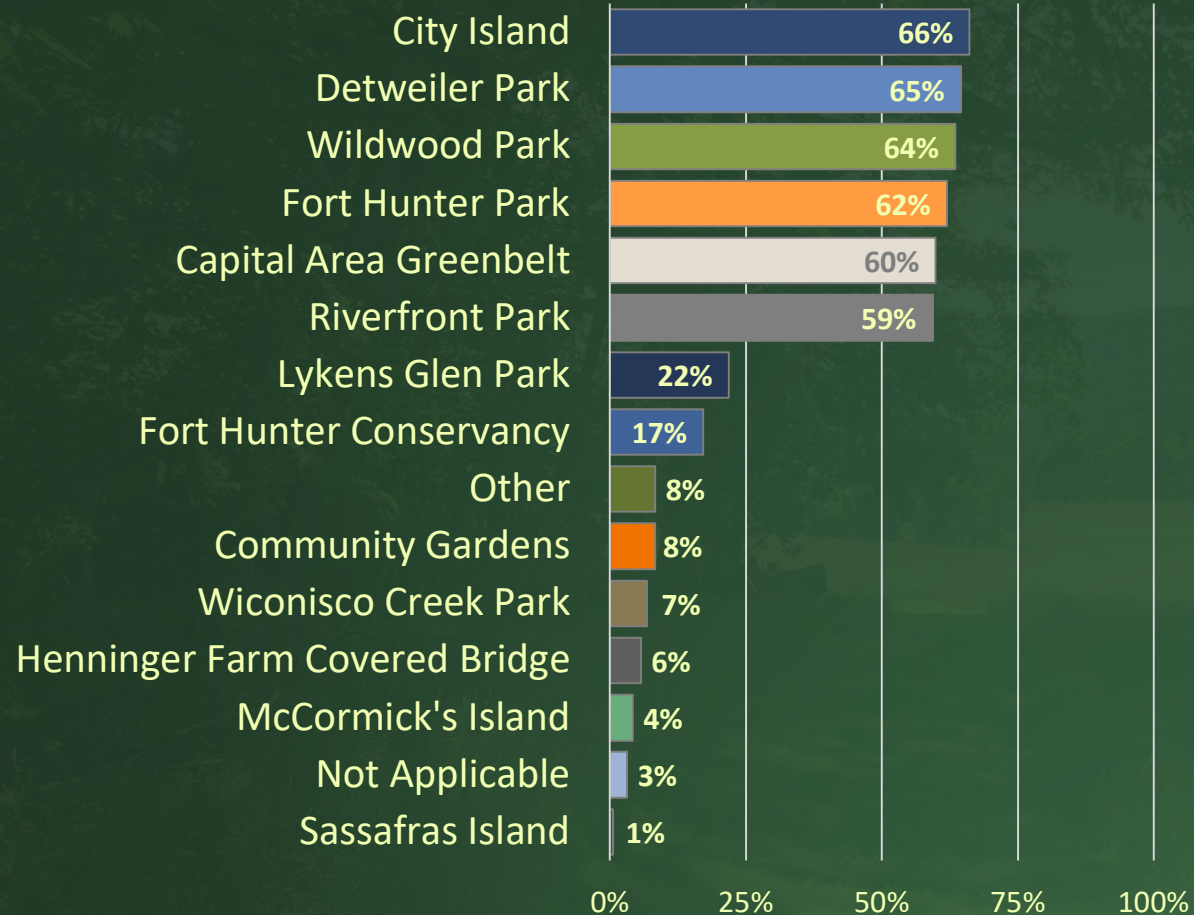 City Island 66%
Detweiler Park 65%
Wildwood Park 64%
Fort Hunter Park 62%
Capital Area Greenbelt 60%
Riverfront Park 59%
Lykens Glen Park 22%
Fort Hunter Conservancy 17%
Other 8%
Community Gardens 8%
Wiconisco Creek Park 7%
Henninger Farm Covered Bridge 6%
McCormick's Island 4%
Not Applicable 3%
Sassafras Island 1%
0% 25% 50% 75% 100%